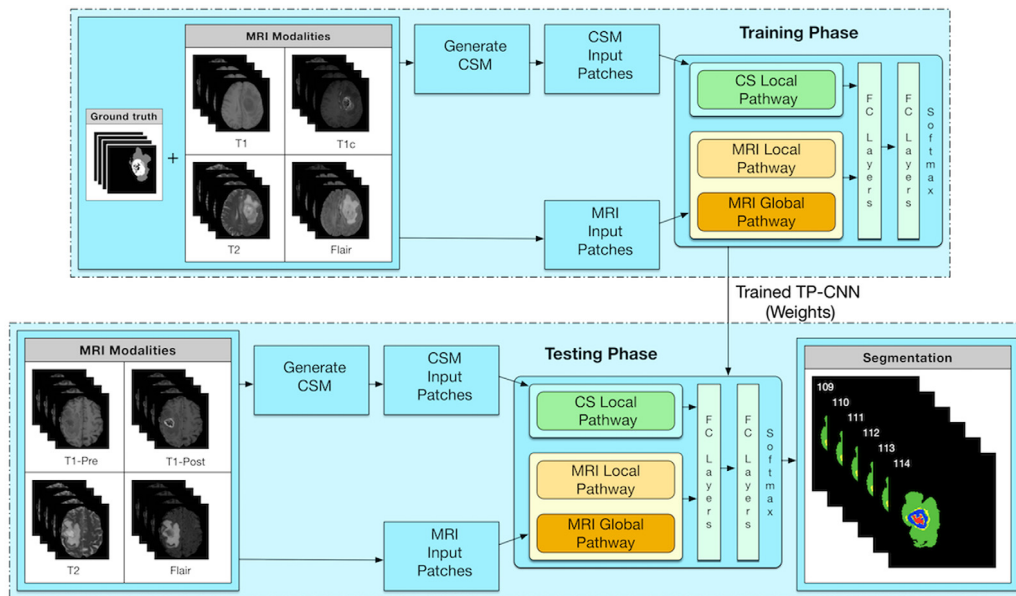 MRI Modalities
Ground truth
+
T1
T1c
T2
Flair
Generate
CSM
CSM
Input
Patches
MRI
Input
Patches
Training Phase
CS Local
Pathway
MRI Local
Pathway
MRI Global
Pathway
FC Layers
FC Layers
Softmax
Trained TP-CNN
(Weights)
MRI Modalities
T1-Pre
T1-Post
T2
Flair
Generate
CSM
CSM
Input
Patches
MRI
Input
Patches
Testing Phase
CS Local
Pathway
MRI Local
Pathway
MRI Global
Pathway
FC Layers
FC Layers
Softmax
Segmentation
109
110
111
112
113
114